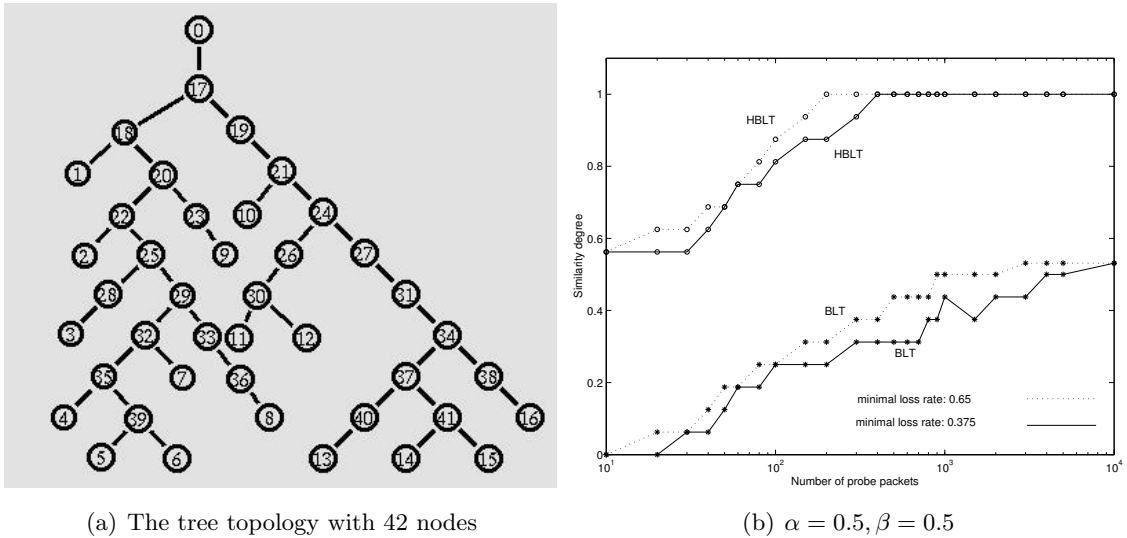 0
17
18 19
1 20 21
22 23 10 24
2 25 9 26 27
28 29 30 31
3 32 33 11 12 34
35 7 36 37 38
4 39 8 40 41 16
5 6 13 14 15
(a) The tree topology with 42 nodes
1
0.8
0.6
0.4
0.2
0
Similarity degree
HBLT
HBLT
BLT
BLT
minimal loss rate: 0.65
minimal loss rate: 0.375
10^1 10^2 10^3 10^4
Number of probe packets
(b) α = 0.5, β = 0.5